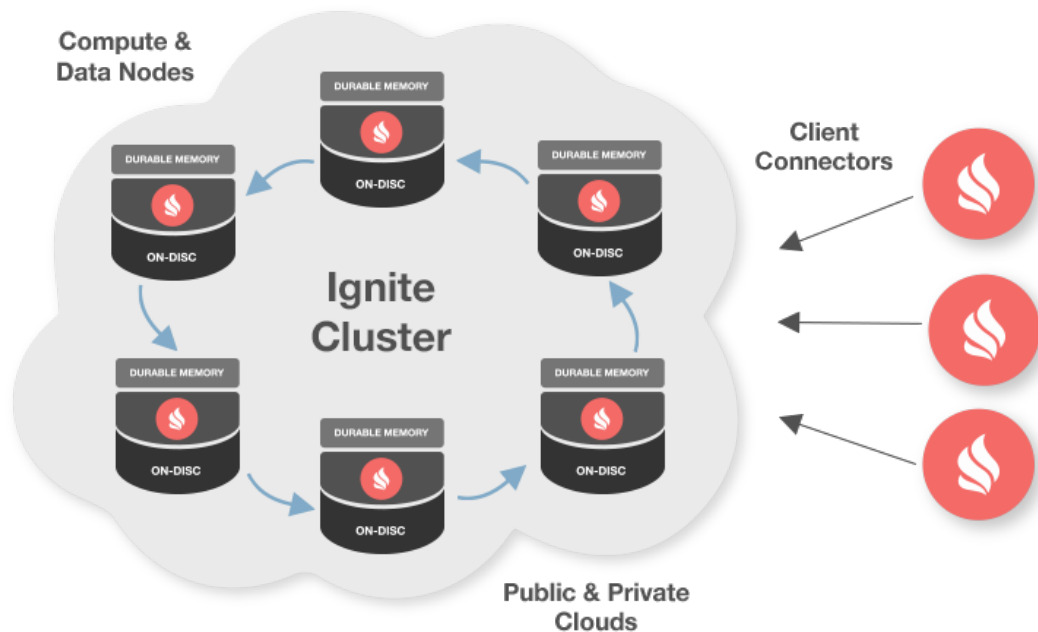 Compute &
Data Nodes
DURABLE MEMORY
ON-DISC
DURABLE MEMORY
ON-DISC
DURABLE MEMORY
ON-DISC
Client
Connectors
Ignite
Cluster
DURABLE MEMORY
ON-DISC
DURABLE MEMORY
ON-DISC
DURABLE MEMORY
ON-DISC
Public & Private
Clouds